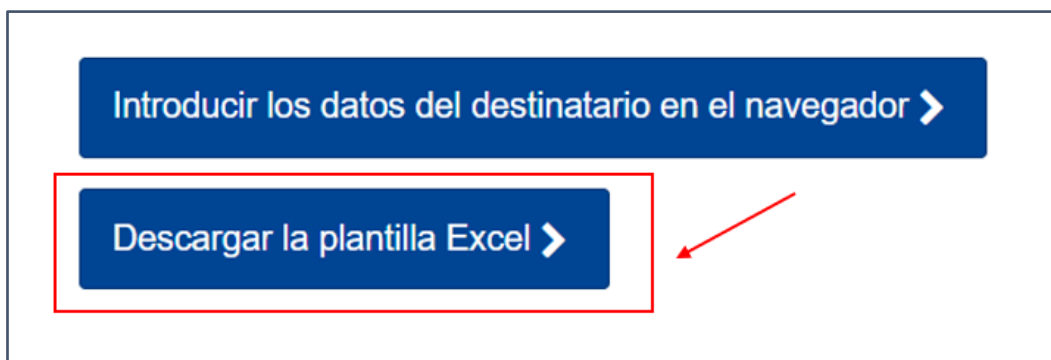 Introducir los datos del destinatario en el navegador
Descargar la plantilla Excel